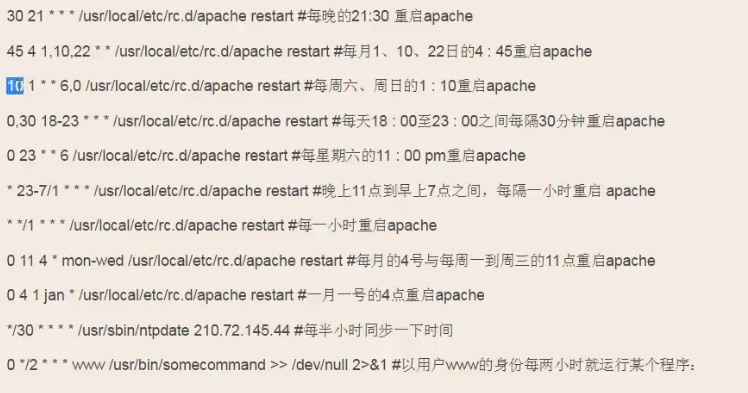 30 21 * * * /usr/local/etc/rc.d/apache restart #每晚的21:30 重启apache
45 4 1,10,22 * * /usr/local/etc/rc.d/apache restart #每月1、10、22日的4 : 45重启apache
10 1 * * 6,0 /usr/local/etc/rc.d/apache restart #每周六、周日的1 : 10重启apache
0,30 18-23 * * * /usr/local/etc/rc.d/apache restart #每天18 : 00至23 : 00之间每隔30分钟重启apache
0 23 * * 6 /usr/local/etc/rc.d/apache restart #每星期六的11 : 00 pm重启apache
* 23-7/1 * * * /usr/local/etc/rc.d/apache restart #晚上11点到早上7点之间，每隔一小时重启 apache
* */1 * * * /usr/local/etc/rc.d/apache restart #每一小时重启apache
0 11 4 * mon-wed /usr/local/etc/rc.d/apache restart #每月的4号与每周一到周三的11点重启apache
0 4 1 jan * /usr/local/etc/rc.d/apache restart #一月一号的4点重启apache
*/30 * * * * /usr/sbin/ntpdate 210.72.145.44 #每半小时同步一下时间
0 */2 * * * www /usr/bin/somecommand >> /dev/null 2>&1 #以用户www的身份每两小时就运行某个程序：